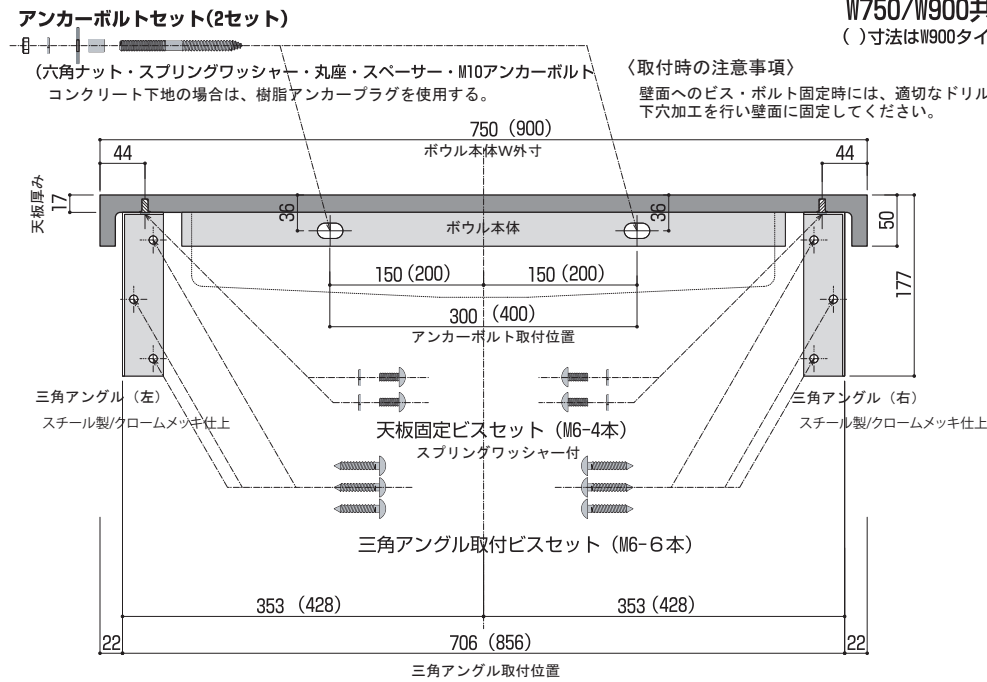 アンカーボルトセット(2セット)
W750/W900共
( )寸法はW900タイ
(六角ナット・スプリングワッシャー・丸座・スペーサー・M10アンカーボルト
コンクリート下地の場合は、樹脂アンカープラグを使用する。
〈取付時の注意事項〉
壁面へのビス・ボルト固定時には、適切なドリル
下穴加工を行い壁面に固定してください。
750 (900)
ボウル本体W外寸
44
44
天板厚み
17
36
36
50
177
ボウル本体
150 (200)
150 (200)
300 (400)
アンカーボルト取付位置
三角アングル (左)
スチール製/クロームメッキ仕上
三角アングル (右)
スチール製/クロームメッキ仕上
天板固定ビスセット (M6-4本)
スプリングワッシャー付
三角アングル取付ビスセット (M6-6本)
353 (428)
353 (428)
22
706 (856)
22
三角アングル取付位置